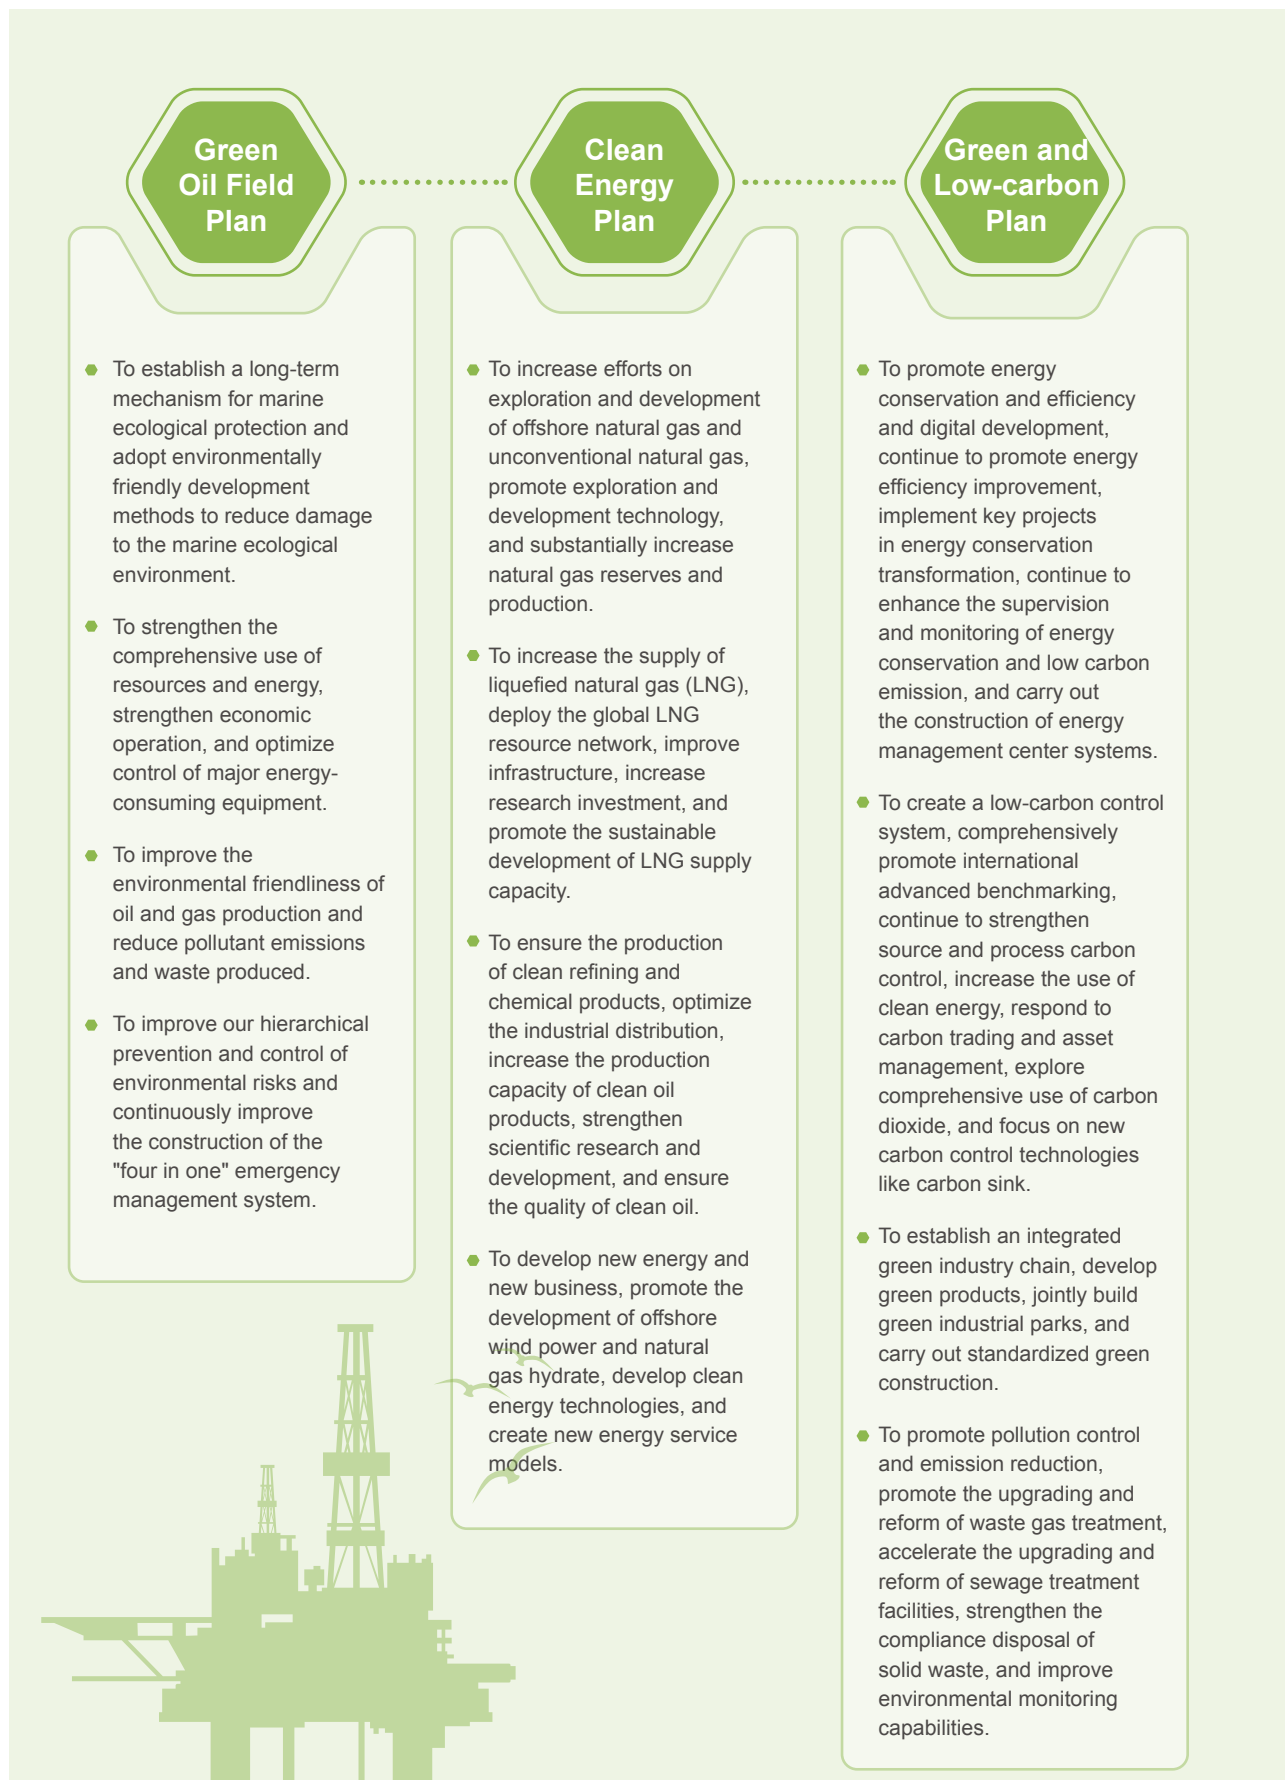 Green
Oil Field
Plan
To establish a long-term
mechanism for marine
ecological protection and
adopt environmentally
friendly development
methods to reduce damage
to the marine ecological
environment.
To strengthen the
comprehensive use of
resources and energy,
strengthen economic
operation, and optimize
control of major energy-
consuming equipment.
To improve the
environmental friendliness of
oil and gas production and
reduce pollutant emissions
and waste produced.
To improve our hierarchical
prevention and control of
environmental risks and
continuously improve
the construction of the
"four in one" emergency
management system.
Clean
Energy
Plan
To increase efforts on
exploration and development
of offshore natural gas and
unconventional natural gas,
promote exploration and
development technology,
and substantially increase
natural gas reserves and
production.
To increase the supply of
liquefied natural gas (LNG),
deploy the global LNG
resource network, improve
infrastructure, increase
research investment, and
promote the sustainable
development of LNG supply
capacity.
To ensure the production
of clean refining and
chemical products, optimize
the industrial distribution,
increase the production
capacity of clean oil
products, strengthen
scientific research and
development, and ensure
the quality of clean oil.
To develop new energy and
new business, promote the
development of offshore
wind power and natural
gas hydrate, develop clean
energy technologies, and
create new energy service
models.
Green and
Low-carbon
Plan
To promote energy
conservation and efficiency
and digital development,
continue to promote energy
efficiency improvement,
implement key projects
in energy conservation
transformation, continue to
enhance the supervision
and monitoring of energy
conservation and low carbon
emission, and carry out
the construction of energy
management center systems.
To create a low-carbon control
system, comprehensively
promote international
advanced benchmarking,
continue to strengthen
source and process carbon
control, increase the use of
clean energy, respond to
carbon trading and asset
management, explore
comprehensive use of carbon
dioxide, and focus on new
carbon control technologies
like carbon sink.
To establish an integrated
green industry chain, develop
green products, jointly build
green industrial parks, and
carry out standardized green
construction.
To promote pollution control
and emission reduction,
promote the upgrading and
reform of waste gas treatment,
accelerate the upgrading and
reform of sewage treatment
facilities, strengthen the
compliance disposal of
solid waste, and improve
environmental monitoring
capabilities.